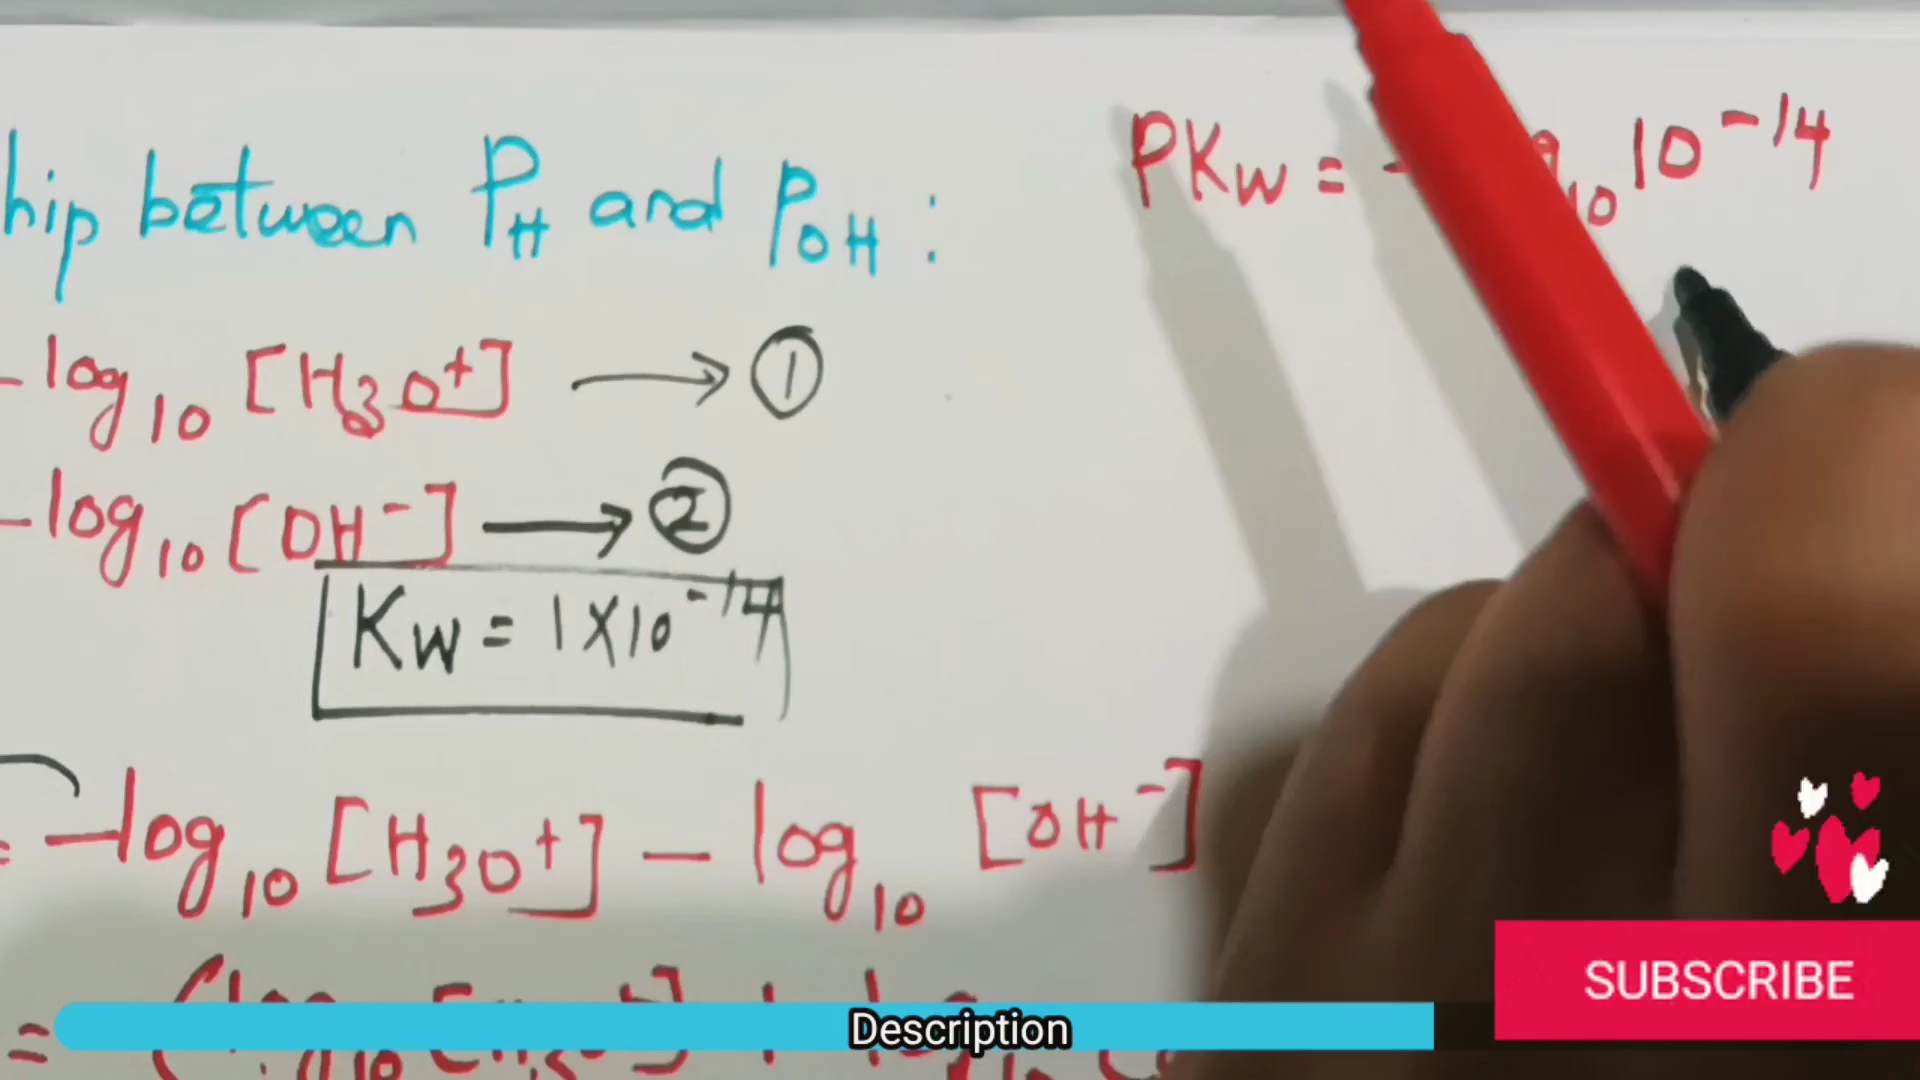 hip between PH and POH :
PKw = - 10 10⁻¹⁴
-log₁₀ [H₃O⁺] → ①
-log₁₀ [OH⁻] → ②
Kw = 1 X 10⁻¹⁴
= -log₁₀ [H₃O⁺] - log₁₀ [OH⁻]
=
Description
SUBSCRIBE